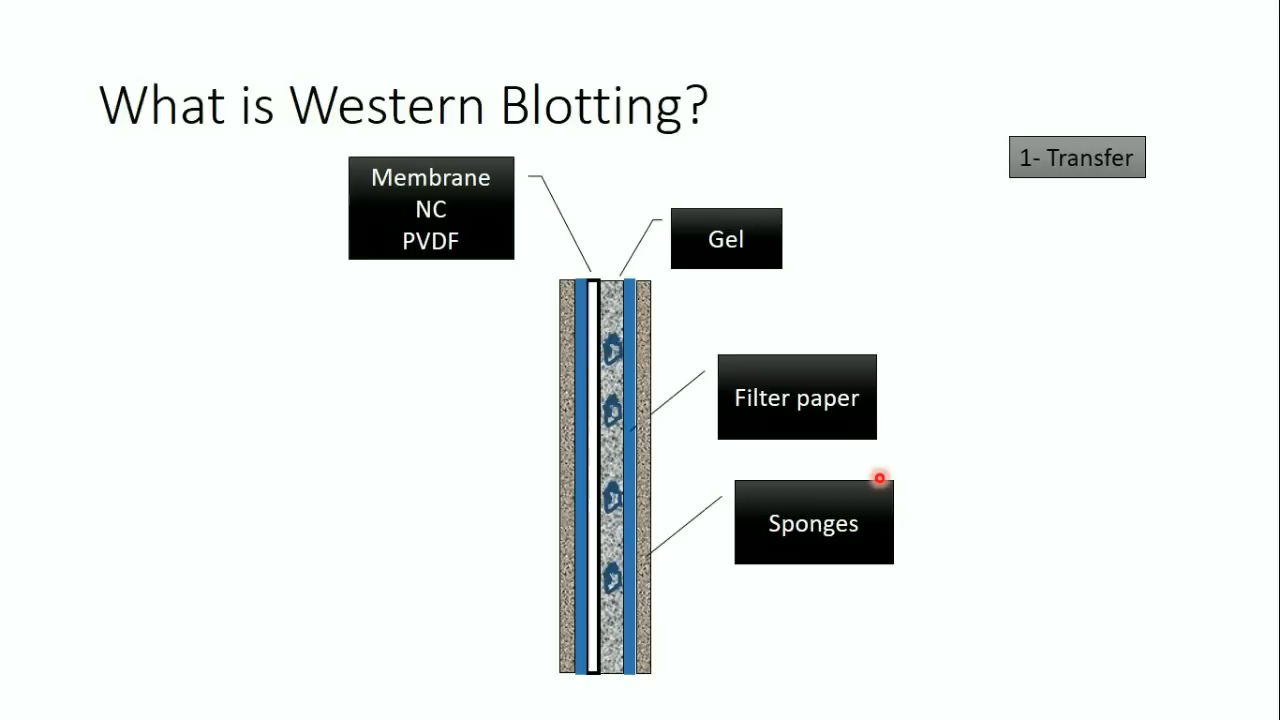 What is Western Blotting?
1- Transfer
Membrane
NC
PVDF
Gel
Filter paper
Sponges